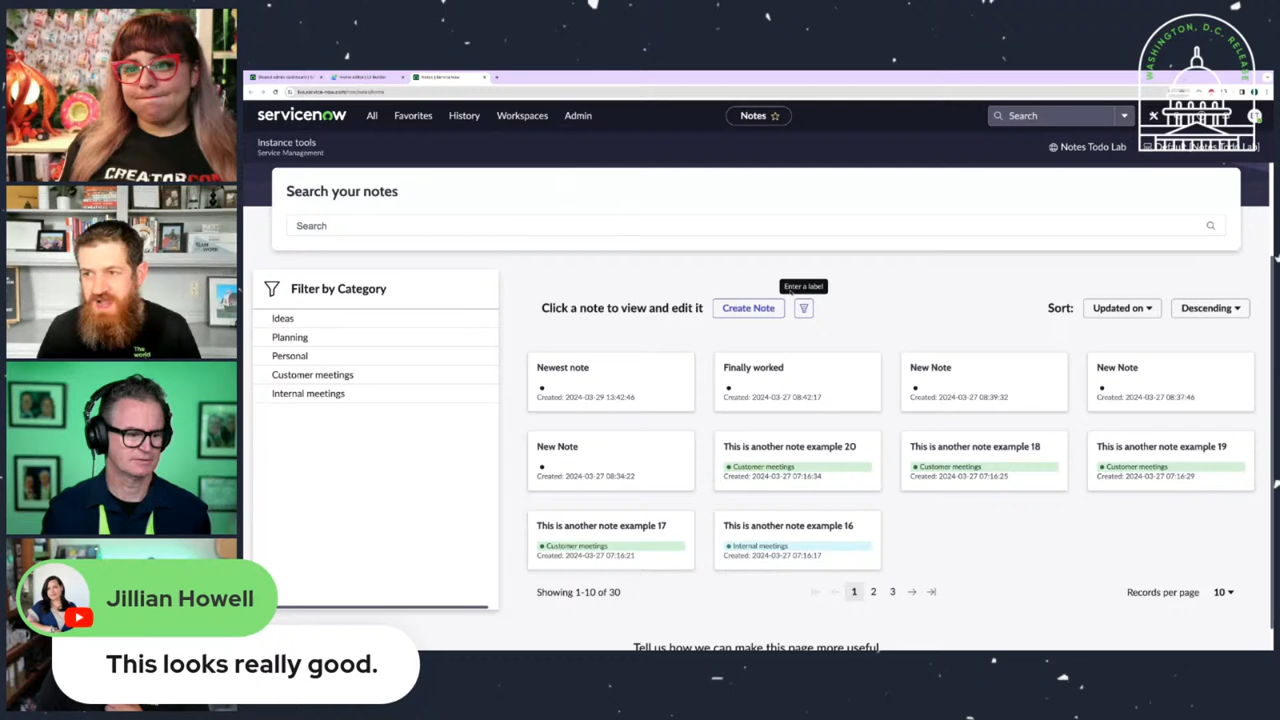 CREATORCON
The
world
WASHINGTON, D.C. RELEASE
Notes | ServiceNow
servicenow
All
Favorites
History
Workspaces
Admin
Notes
Search
Instance tools
Service Management
Notes Todo Lab
Search your notes
Search
Filter by Category
Ideas
Planning
Personal
Customer meetings
Internal meetings
Enter a label
Click a note to view and edit it
Create Note
Sort:
Updated on
Descending
Newest note
Created: 2024-03-29 13:42:46
Finally worked
Created: 2024-03-27 08:42:17
New Note
Created: 2024-03-27 08:39:32
New Note
Created: 2024-03-27 08:37:46
New Note
Created: 2024-03-27 08:34:22
This is another note example 20
Customer meetings
Created: 2024-03-27 07:16:34
This is another note example 18
Customer meetings
Created: 2024-03-27 07:16:25
This is another note example 19
Customer meetings
Created: 2024-03-27 07:16:29
This is another note example 17
Customer meetings
Created: 2024-03-27 07:16:21
This is another note example 16
Internal meetings
Created: 2024-03-27 07:16:17
Showing 1-10 of 30
1
2
3
Records per page
10
Tell us how we can make this page more useful
Jillian Howell
This looks really good.